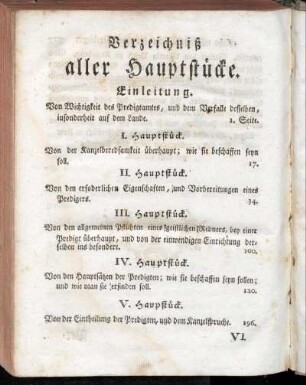 Verzeichniß
aller Hauptstücke.
Einleitung.
Von Wichtigkeit des Predigtamtes, und dem Verfalle desselben,
insonderheit auf dem Lande. 1. Seite.
I. Hauptstück.
Von der Kanzelberedsamkeit überhaupt; wie sie beschaffen seyn
soll. 17.
II. Hauptstück.
Von den erfoderlichen Eigenschaften, und Vorbereitungen eines
Predigers. 34.
III. Hauptstück.
Von den allgemeinen Pflichten eines geistlichen Redners, bey einer
Predigt überhaupt, und von der einwendigen Einrichtung der-
selben ins besondere. 100.
IV. Hauptstück.
Von den Hauptsätzen der Predigten; wie sie beschaffen seyn sollen;
und wie man sie erfinden soll. 120.
V. Hauptstück.
Von der Eintheilung der Predigten, und dem Kanzelspruche. 196.
VI.